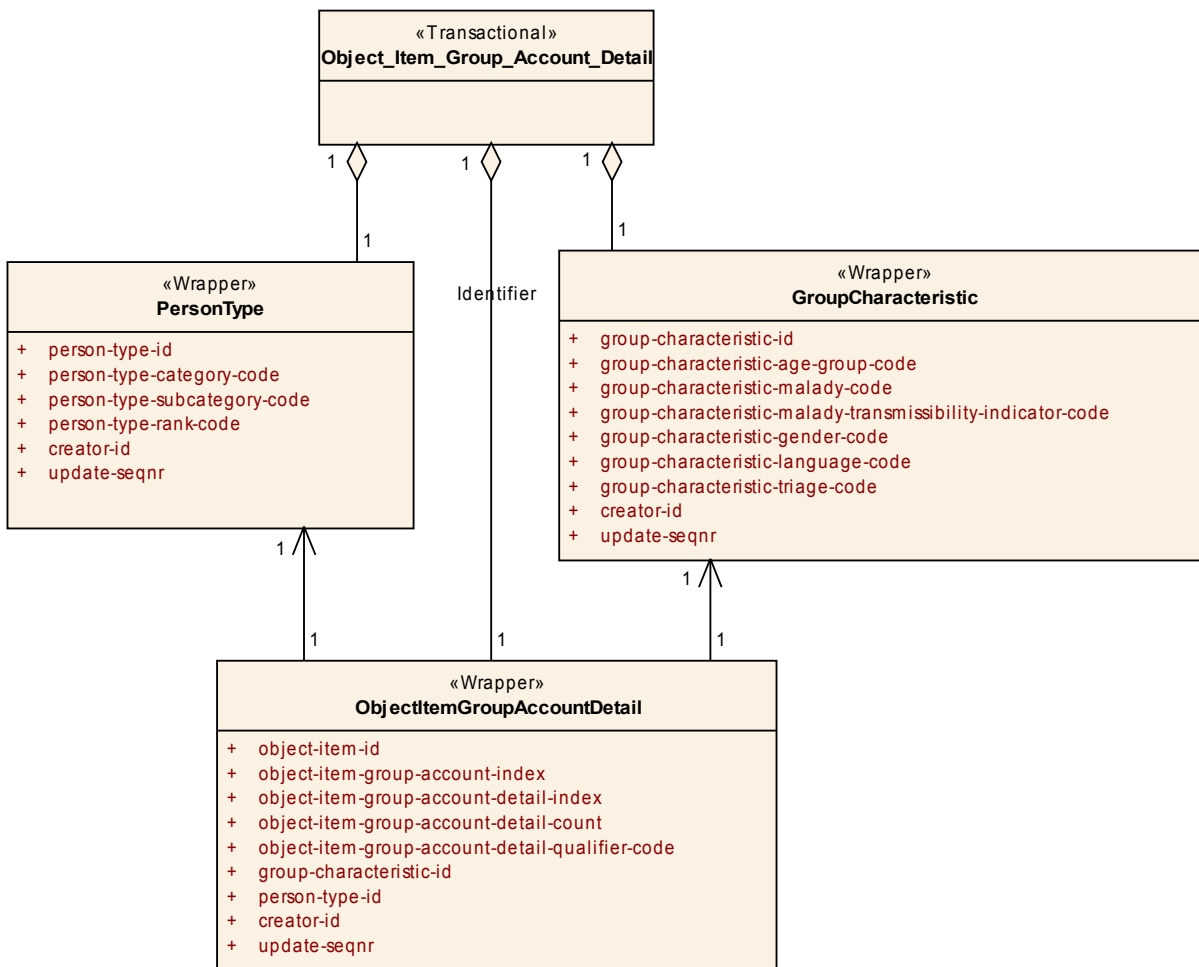 «Transactional»
Object_Item_Group_Account_Detail
1
1
1
1
1
«Wrapper»
PersonType
+ person-type-id
+ person-type-category-code
+ person-type-subcategory-code
+ person-type-rank-code
+ creator-id
+ update-seqnr
Identifier
«Wrapper»
GroupCharacteristic
+ group-characteristic-id
+ group-characteristic-age-group-code
+ group-characteristic-malady-code
+ group-characteristic-malady-transmissibility-indicator-code
+ group-characteristic-gender-code
+ group-characteristic-language-code
+ group-characteristic-triage-code
+ creator-id
+ update-seqnr
1
1
1
1
1
«Wrapper»
ObjectItemGroupAccountDetail
+ object-item-id
+ object-item-group-account-index
+ object-item-group-account-detail-index
+ object-item-group-account-detail-count
+ object-item-group-account-detail-qualifier-code
+ group-characteristic-id
+ person-type-id
+ creator-id
+ update-seqnr